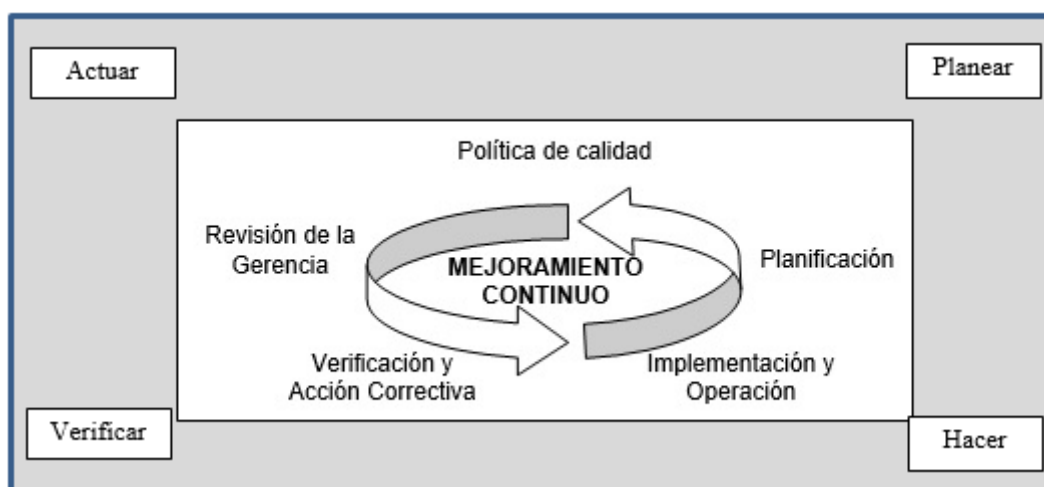 Actuar
Planear
Política de calidad
Revisión de la
Gerencia
MEJORAMIENTO
CONTINUO
Planificación
Verificación y
Acción Correctiva
Implementación y
Operación
Verificar
Hacer